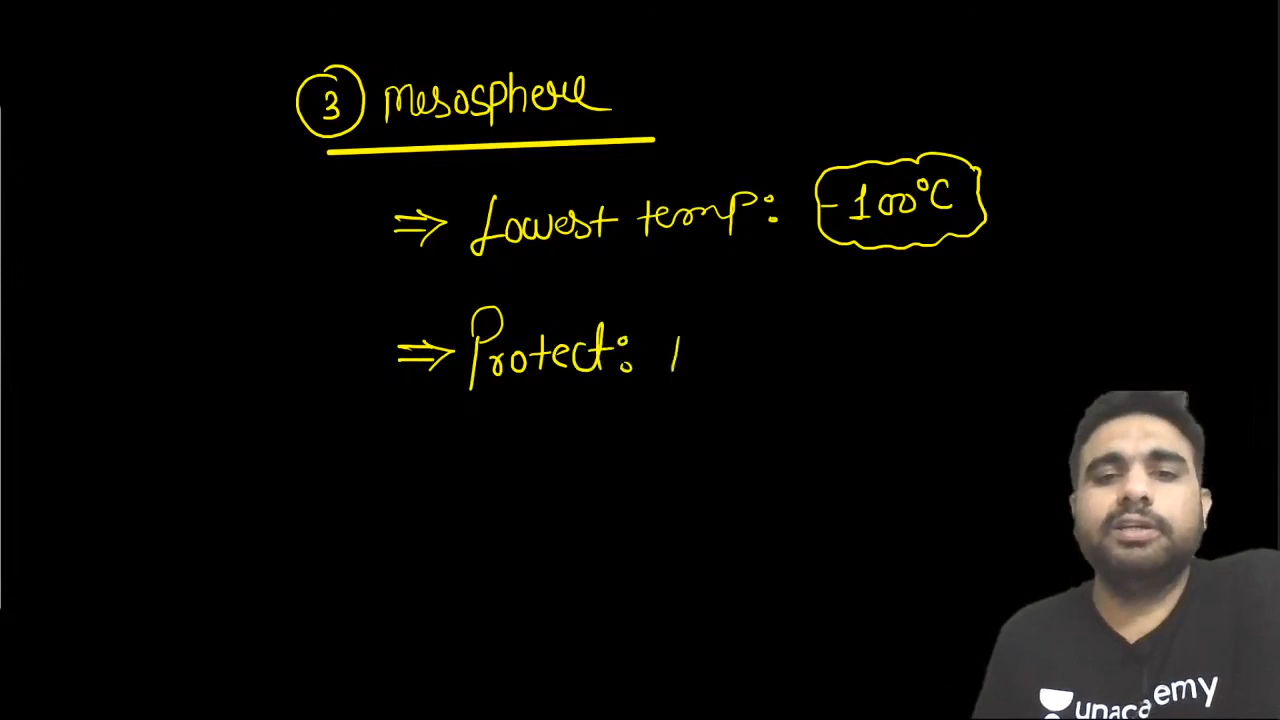 ③ Mesosphere
⇒ Lowest temp: -100°C
⇒ Protect:
unacademy